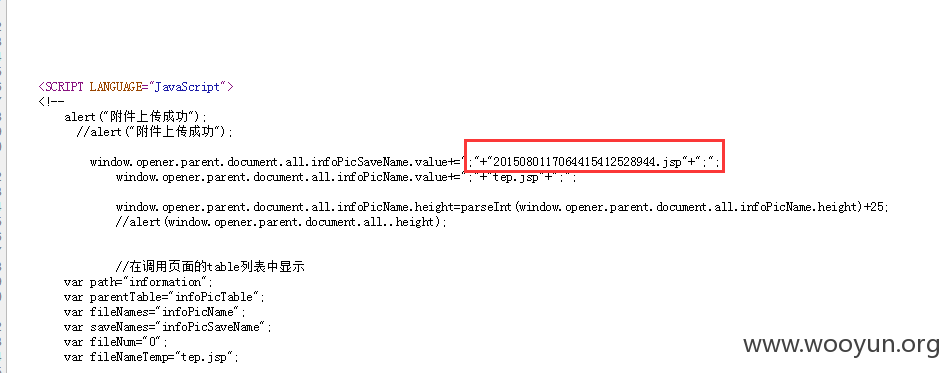 <SCRIPT LANGUAGE="JavaScript">
<!--
alert("附件上传成功");
//alert("附件上传成功");
window.opener.parent.document.all.infoPicSaveName.value+=";"+"2015080117064415412528944.jsp"+";";
window.opener.parent.document.all.infoPicName.value+=";"+"tep.jsp"+";";
window.opener.parent.document.all.infoPicName.height=parseInt(window.opener.parent.document.all.infoPicName.height)+25;
//alert(window.opener.parent.document.all..height);
//在调用页面的table列表中显示
var path="information";
var parentTable="infoPicTable";
var fileNames="infoPicName";
var saveNames="infoPicSaveName";
var fileNum="0";
var fileNameTemp="tep.jsp";
www.wooyun.org